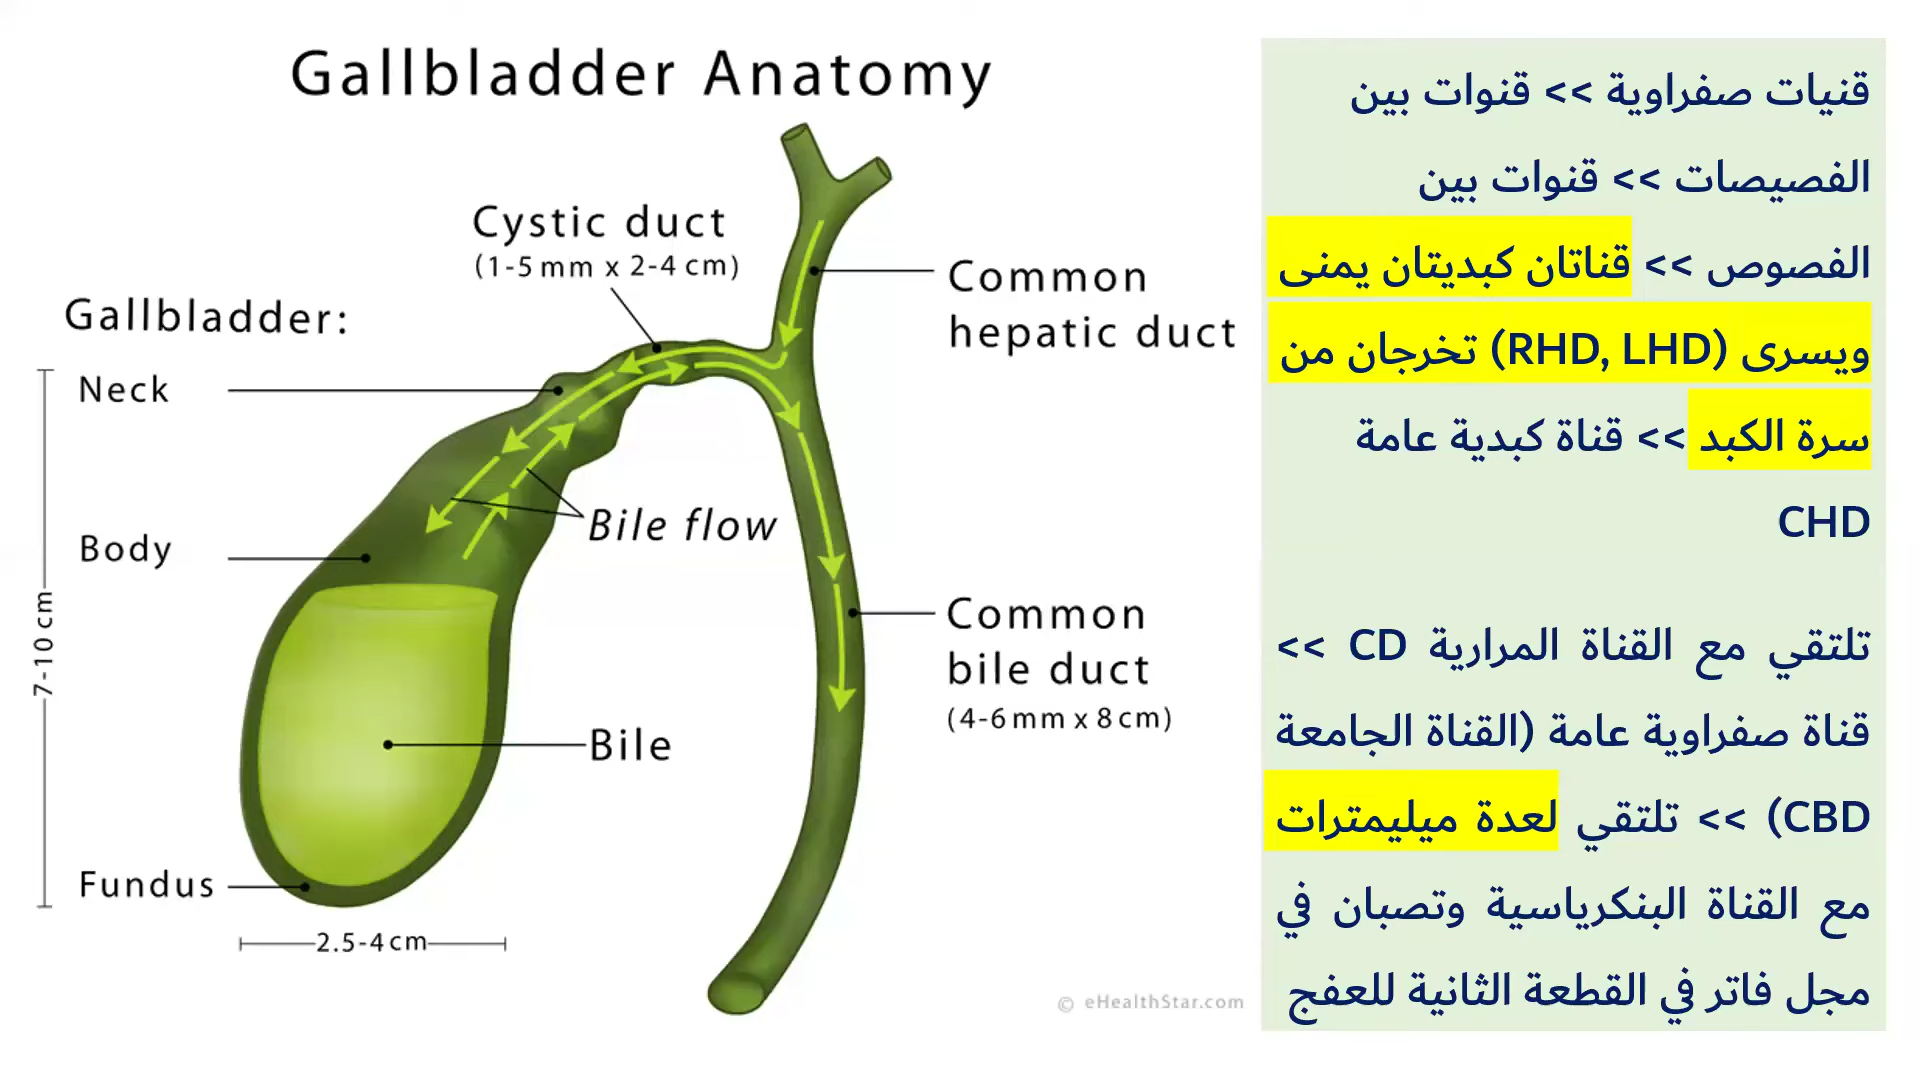 Gallbladder Anatomy
Cystic duct
(1-5 mm x 2-4 cm)
Common
hepatic duct
Gallbladder:
Neck
Bile flow
Body
7-10 cm
Common
bile duct
(4-6 mm x 8 cm)
Bile
Fundus
2.5-4 cm
© eHealthStar.com
قنيات صفراوية >> قنوات بين
الفصيصات >> قنوات بين
الفصوص >> قناتان كبديتان يمنى
ويسرى (RHD, LHD) تخرجان من
سرة الكبد >> قناة كبدية عامة
CHD
تلتقي مع القناة المرارية CD >>
قناة صفراوية عامة (القناة الجامعة
CBD) >> تلتقي لعدة ميليمترات
مع القناة البنكرياسية وتصبان في
مجل فاتر في القطعة الثانية للعفج